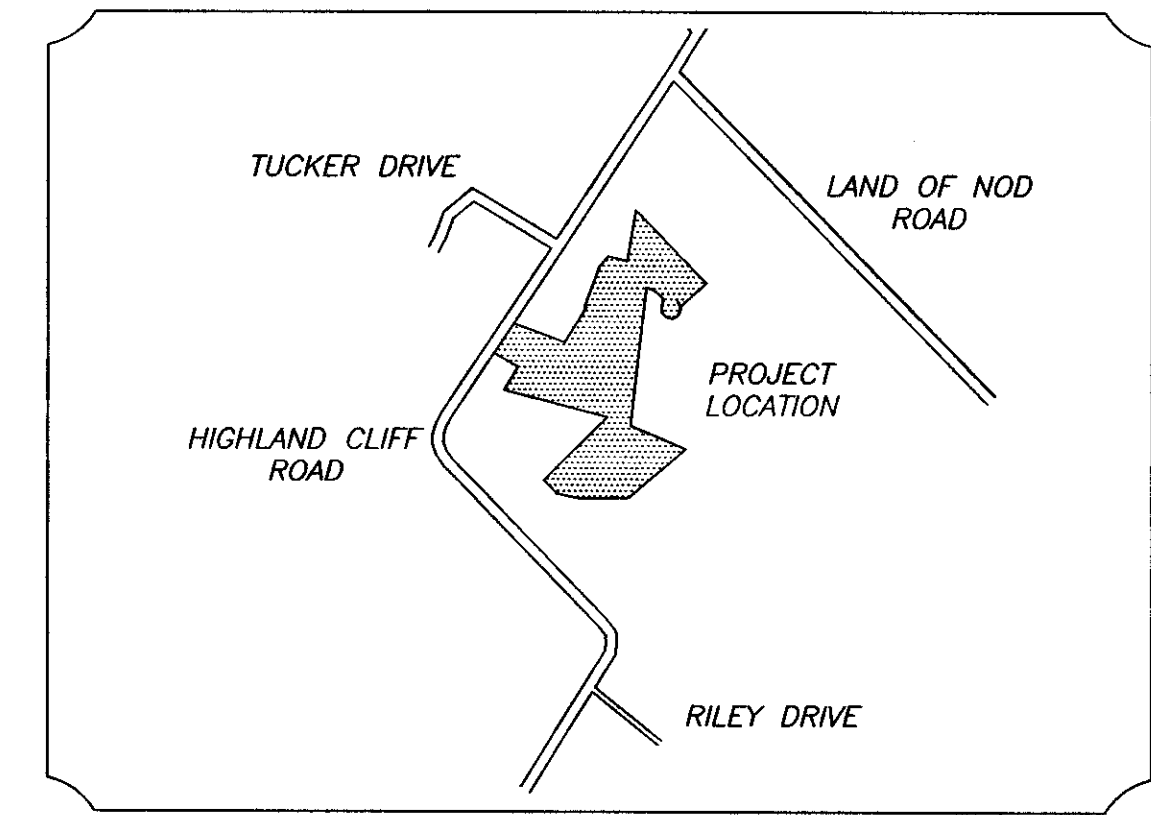 TUCKER DRIVE
LAND OF NOD
ROAD
PROJECT
LOCATION
HIGHLAND CLIFF
ROAD
RILEY DRIVE